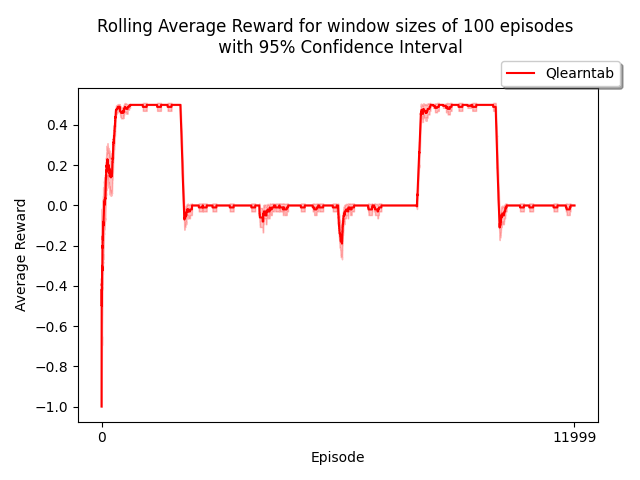 Rolling Average Reward for window sizes of 100 episodes
with 95% Confidence Interval
Qlearntab
0.4
0.2
0.0
−0.2
−0.4
−0.6
−0.8
−1.0
Average Reward
0
11999
Episode